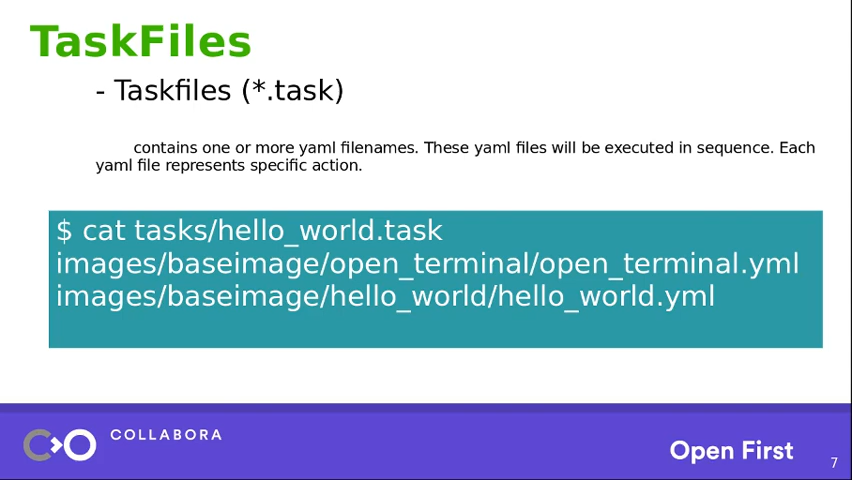 TaskFiles
- Taskfiles (*.task)
contains one or more yaml filenames. These yaml files will be executed in sequence. Each
yaml file represents specific action.
$ cat tasks/hello_world.task
images/baseimage/open_terminal/open_terminal.yml
images/baseimage/hello_world/hello_world.yml
COLLABORA
Open First
7